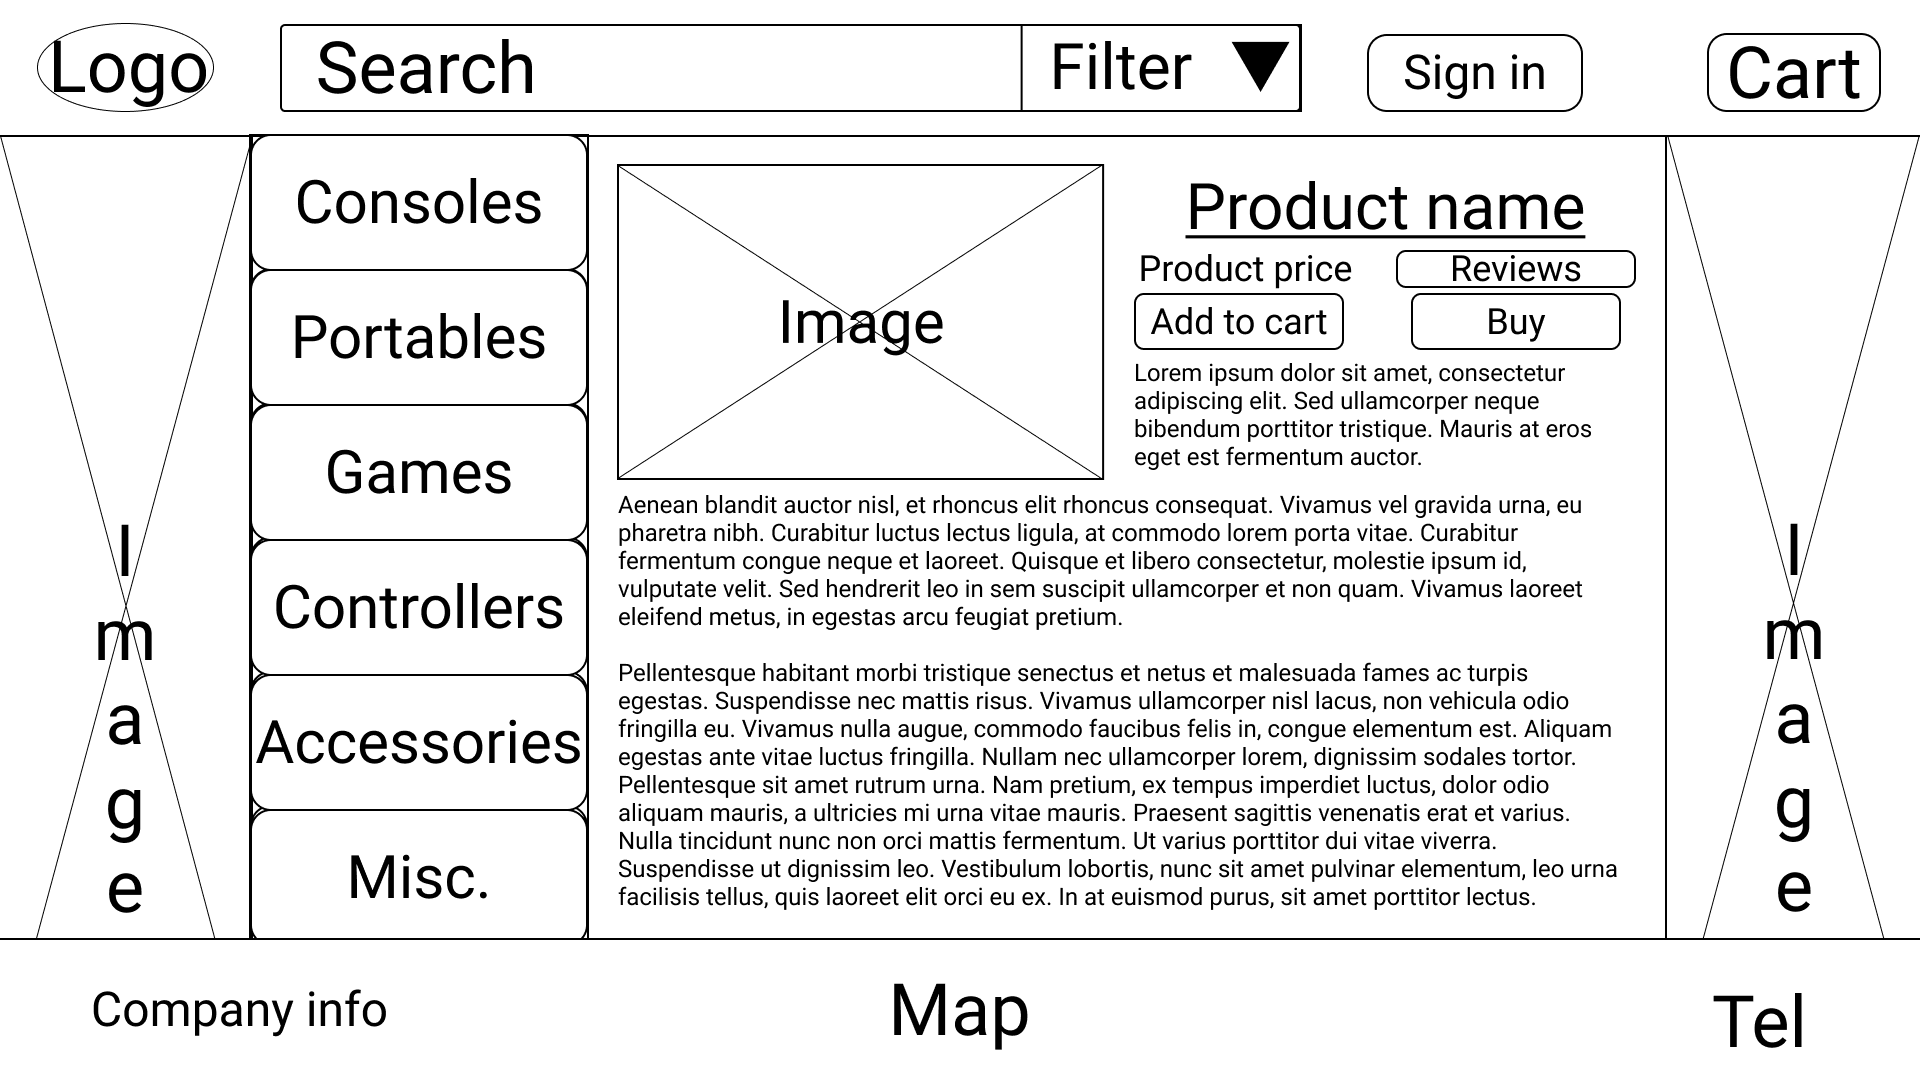 Logo
Search
Filter
Sign in
Cart
Image
Consoles
Portables
Games
Controllers
Accessories
Misc.
Image
Product name
Product price
Reviews
Add to cart
Buy
Lorem ipsum dolor sit amet, consectetur
adipiscing elit. Sed ullamcorper neque
bibendum porttitor tristique. Mauris at eros
eget est fermentum auctor.
Aenean blandit auctor nisl, et rhoncus elit rhoncus consequat. Vivamus vel gravida urna, eu
pharetra nibh. Curabitur luctus lectus ligula, at commodo lorem porta vitae. Curabitur
fermentum congue neque et laoreet. Quisque et libero consectetur, molestie ipsum id,
vulputate velit. Sed hendrerit leo in sem suscipit ullamcorper et non quam. Vivamus laoreet
eleifend metus, in egestas arcu feugiat pretium.
Pellentesque habitant morbi tristique senectus et netus et malesuada fames ac turpis
egestas. Suspendisse nec mattis risus. Vivamus ullamcorper nisl lacus, non vehicula odio
fringilla eu. Vivamus nulla augue, commodo faucibus felis in, congue elementum est. Aliquam
egestas ante vitae luctus fringilla. Nullam nec ullamcorper lorem, dignissim sodales tortor.
Pellentesque sit amet rutrum urna. Nam pretium, ex tempus imperdiet luctus, dolor odio
aliquam mauris, a ultricies mi urna vitae mauris. Praesent sagittis venenatis erat et varius.
Nulla tincidunt nunc non orci mattis fermentum. Ut varius porttitor dui vitae viverra.
Suspendisse ut dignissim leo. Vestibulum lobortis, nunc sit amet pulvinar elementum, leo urna
facilisis tellus, quis laoreet elit orci eu ex. In at euismod purus, sit amet porttitor lectus.
Image
Company info
Map
Tel